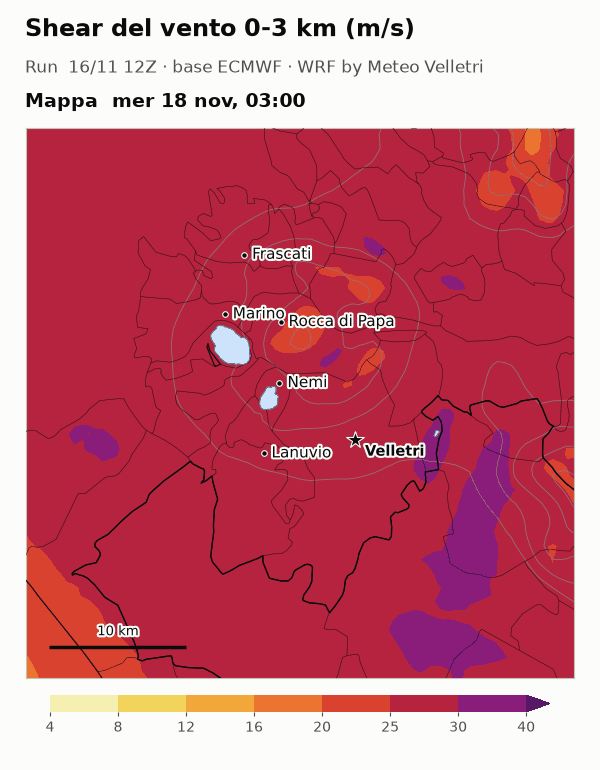 Shear del vento 0-3 km (m/s)
Run  16/11 12Z · base ECMWF · WRF by Meteo Velletri
Mappa  mer 18 nov, 03:00
Frascati
Marino
Rocca di Papa
Nemi
Velletri
Lanuvio
10 km
4 8 12 16 20 25 30 40